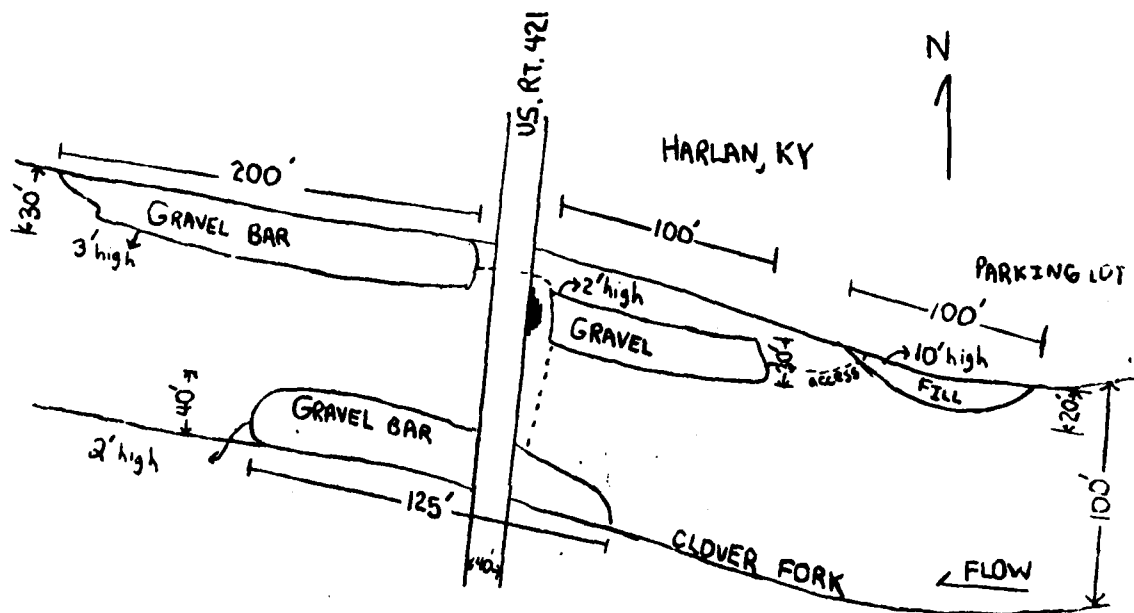 N
US. RT. 421
HARLAN, KY
200'
30'
GRAVEL BAR
3' high
100'
PARKING LOT
100'
2' high
GRAVEL
20'
access
10' high
FILL
20'
40'
GRAVEL BAR
2' high
125'
40'
CLOVER FORK
FLOW
100'